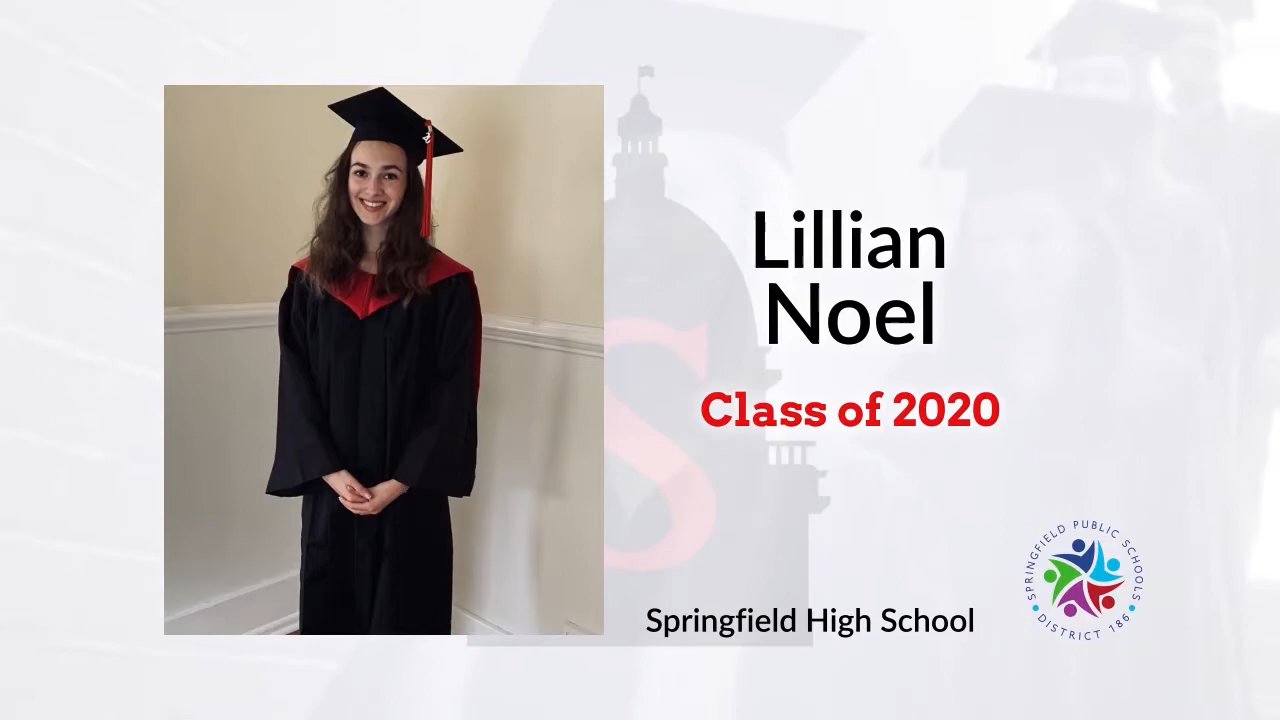 Lillian
Noel
Class of 2020
S
Springfield High School
SPRINGFIELD PUBLIC SCHOOLS
DISTRICT 186